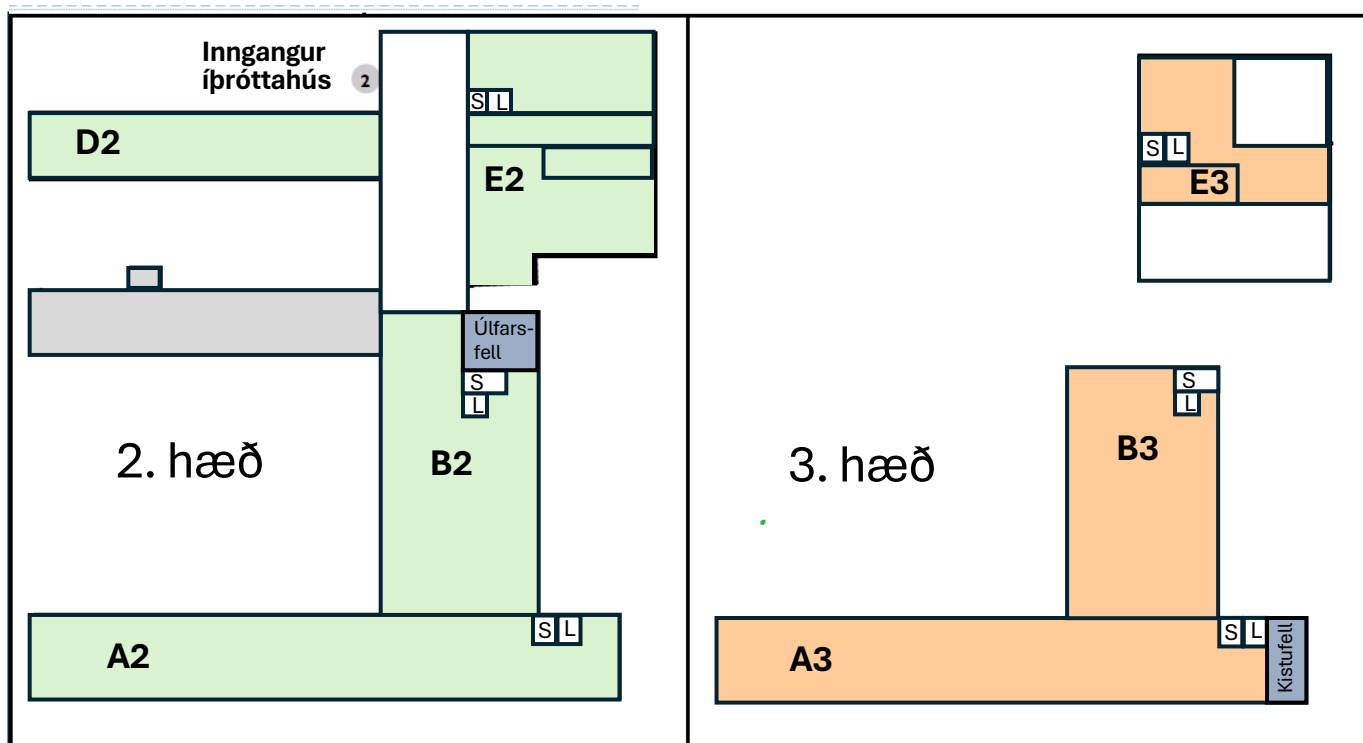 Inngangur
íþróttahús
2
D2
S L
E2
Úlfars-
fell
S
L
2. hæð
B2
S L
A2
S L
E3
S
L
B3
3. hæð
S L
A3
Kistufell